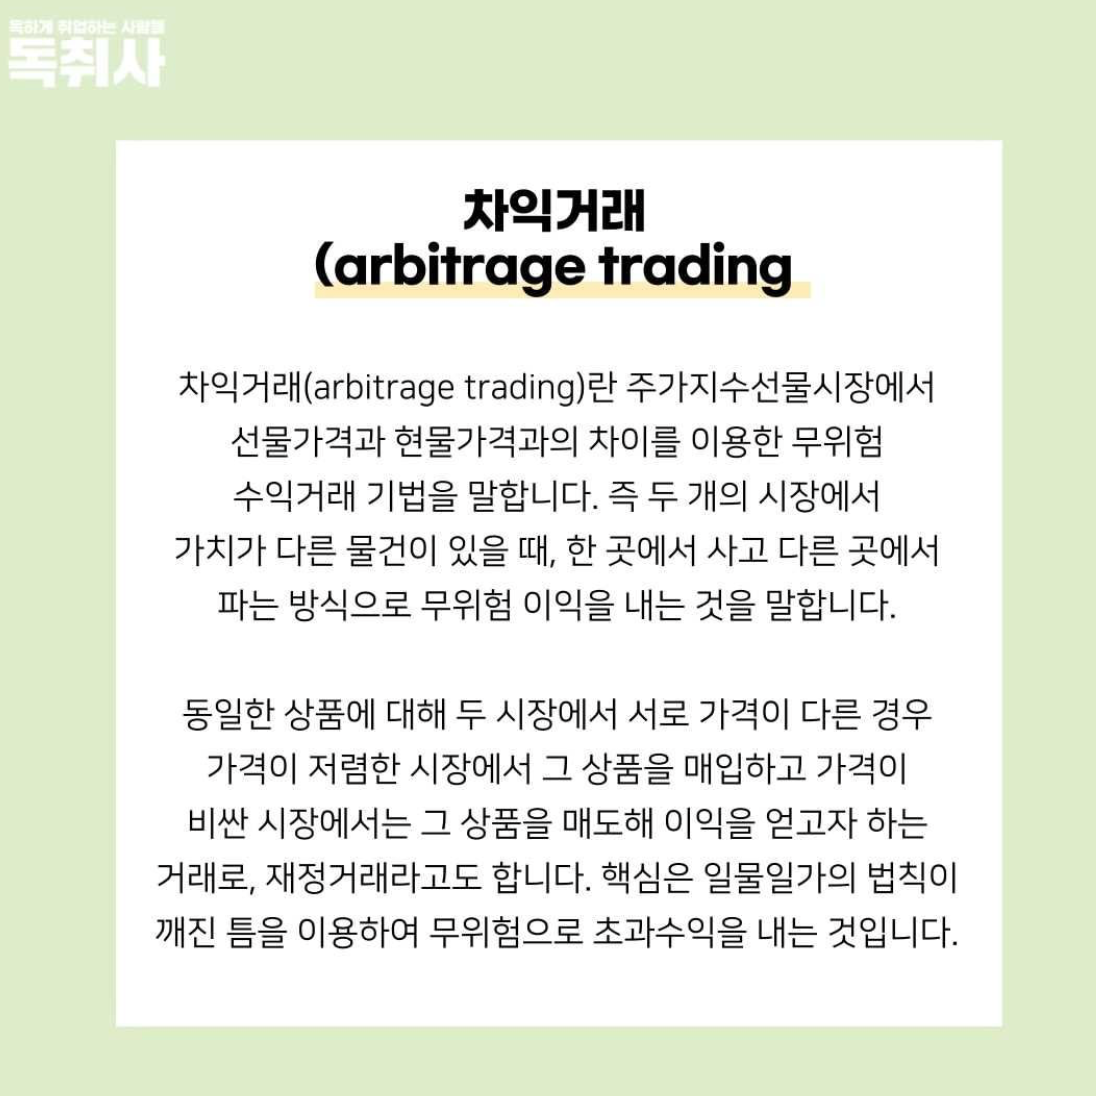 독하게 취업하는 사람들
독취사
차익거래
(arbitrage trading
차익거래(arbitrage trading)란 주가지수선물시장에서
선물가격과 현물가격과의 차이를 이용한 무위험
수익거래 기법을 말합니다. 즉 두 개의 시장에서
가치가 다른 물건이 있을 때, 한 곳에서 사고 다른 곳에서
파는 방식으로 무위험 이익을 내는 것을 말합니다.
동일한 상품에 대해 두 시장에서 서로 가격이 다른 경우
가격이 저렴한 시장에서 그 상품을 매입하고 가격이
비싼 시장에서는 그 상품을 매도해 이익을 얻고자 하는
거래로, 재정거래라고도 합니다. 핵심은 일물일가의 법칙이
깨진 틈을 이용하여 무위험으로 초과수익을 내는 것입니다.